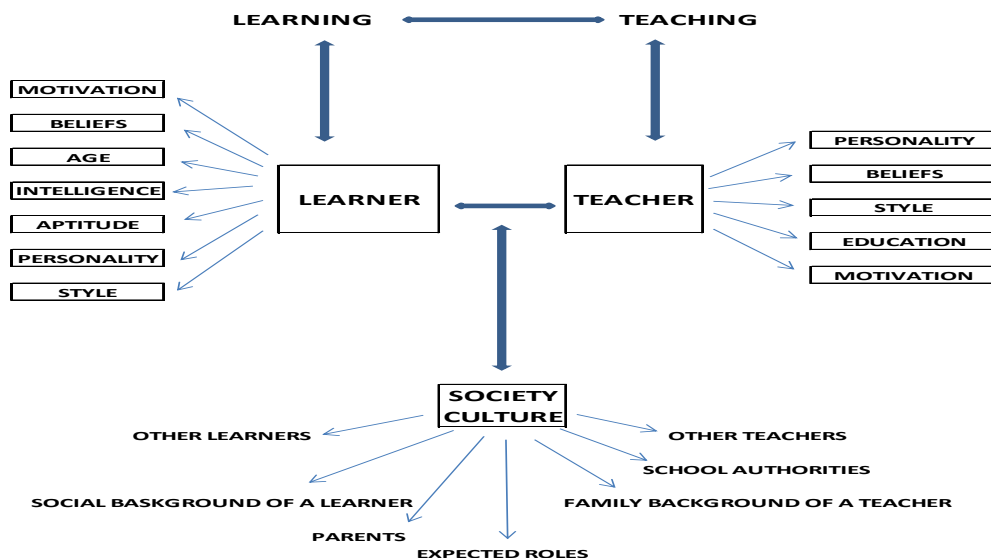 LEARNING
TEACHING
MOTIVATION
BELIEFS
AGE
INTELLIGENCE
APTITUDE
PERSONALITY
STYLE
LEARNER
TEACHER
PERSONALITY
BELIEFS
STYLE
EDUCATION
MOTIVATION
SOCIETY
CULTURE
OTHER LEARNERS
OTHER TEACHERS
SCHOOL AUTHORITIES
SOCIAL BASKGROUND OF A LEARNER
FAMILY BACKGROUND OF A TEACHER
PARENTS
EXPECTED ROLES